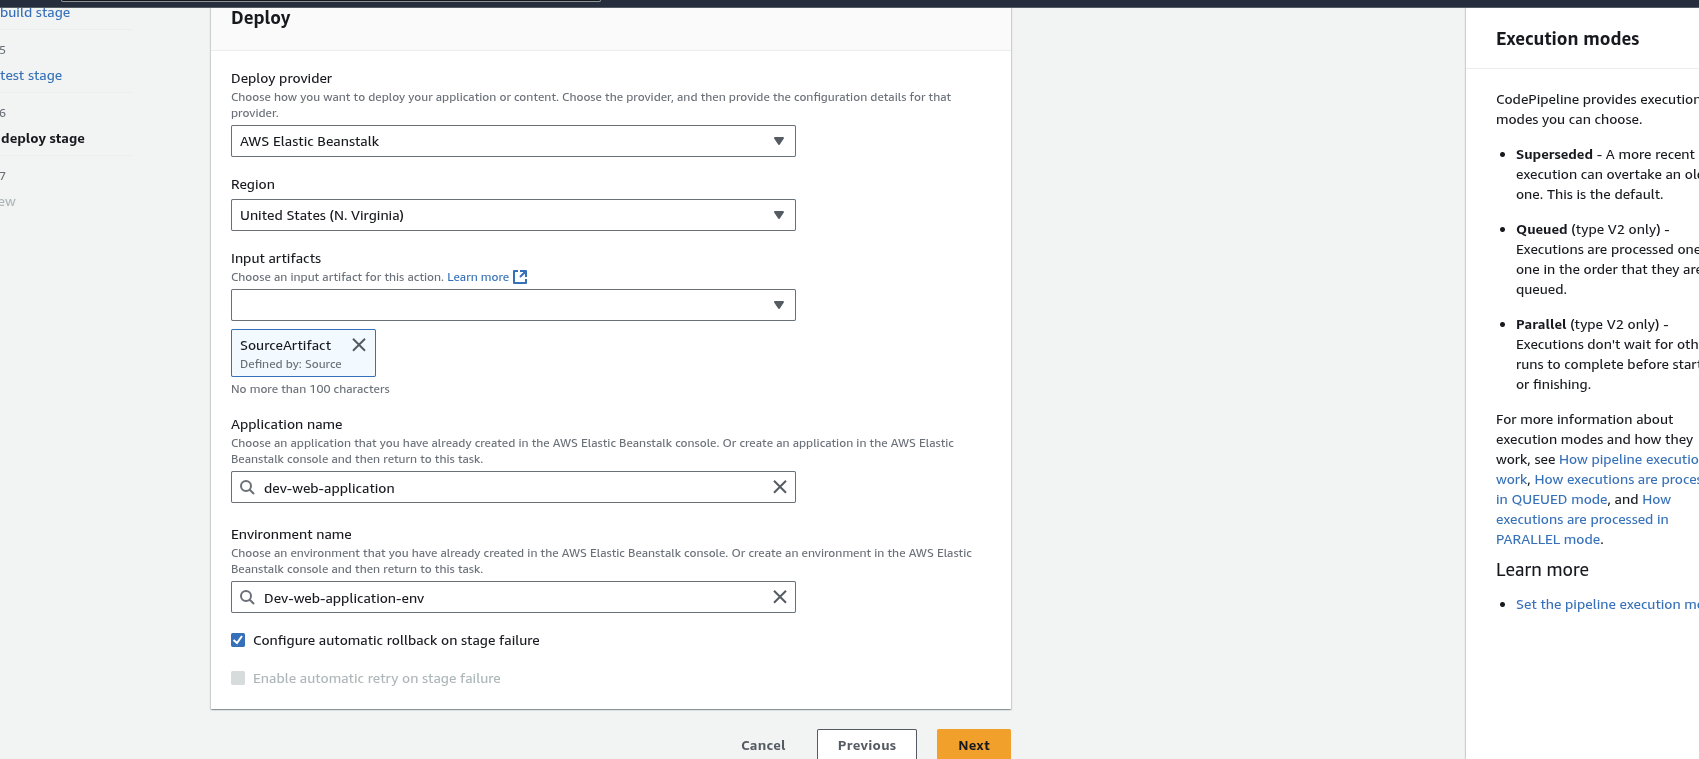 build stage
5
test stage
6
deploy stage
7
ew
Deploy
Deploy provider
Choose how you want to deploy your application or content. Choose the provider, and then provide the configuration details for that
provider.
AWS Elastic Beanstalk
Region
United States (N. Virginia)
Input artifacts
Choose an input artifact for this action. Learn more
SourceArtifact
Defined by: Source
No more than 100 characters
Application name
Choose an application that you have already created in the AWS Elastic Beanstalk console. Or create an application in the AWS Elastic
Beanstalk console and then return to this task.
dev-web-application
Environment name
Choose an environment that you have already created in the AWS Elastic Beanstalk console. Or create an environment in the AWS Elastic
Beanstalk console and then return to this task.
Dev-web-application-env
Configure automatic rollback on stage failure
Enable automatic retry on stage failure
Cancel
Previous
Next
Execution modes
CodePipeline provides execution
modes you can choose.
• Superseded - A more recent
execution can overtake an ol
one. This is the default.
• Queued (type V2 only) -
Executions are processed one
one in the order that they are
queued.
• Parallel (type V2 only) -
Executions don't wait for oth
runs to complete before start
or finishing.
For more information about
execution modes and how they
work, see How pipeline executio
work, How executions are proces
in QUEUED mode, and How
executions are processed in
PARALLEL mode.
Learn more
• Set the pipeline execution mo